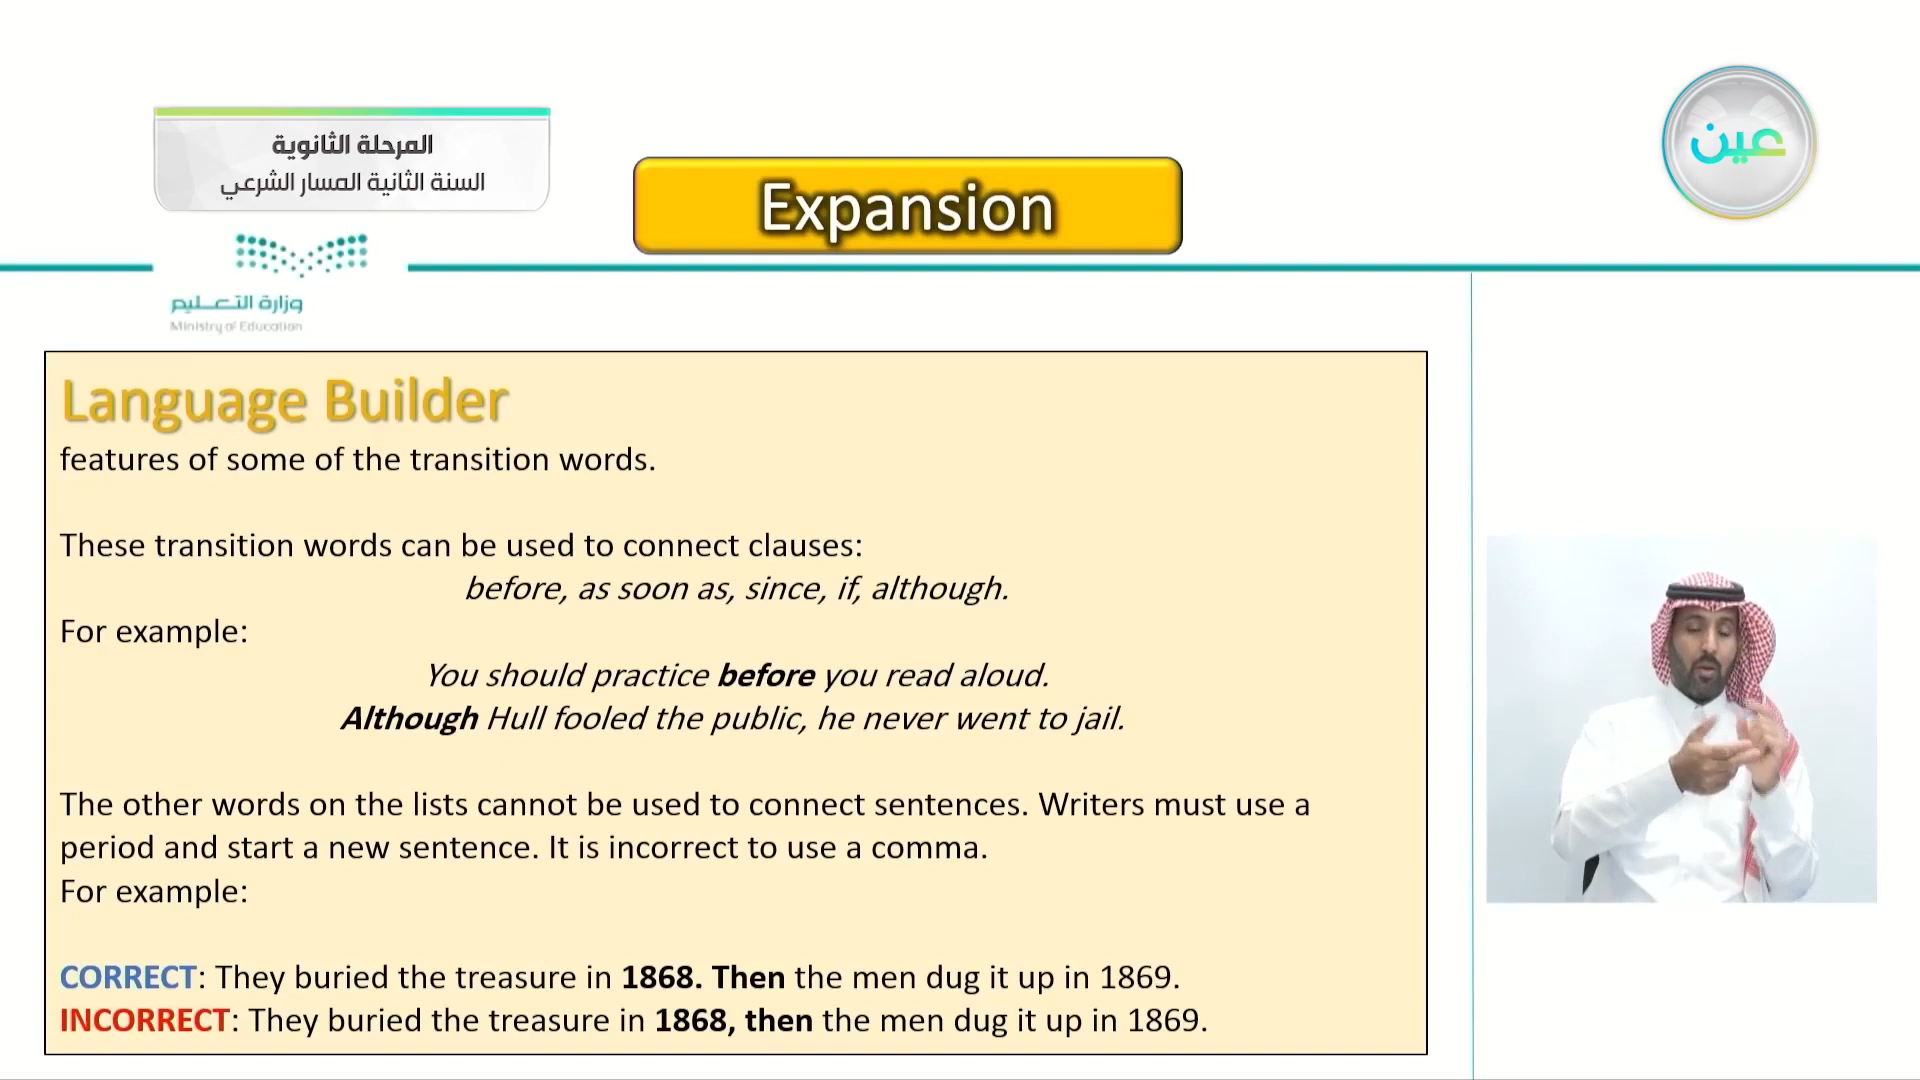 المرحلة الثانوية
السنة الثانية المسار الشرعي
Expansion
عين
وزارة التعليم
Ministry of Education
Language Builder
features of some of the transition words.
These transition words can be used to connect clauses:
before, as soon as, since, if, although.
For example:
You should practice before you read aloud.
Although Hull fooled the public, he never went to jail.
The other words on the lists cannot be used to connect sentences. Writers must use a
period and start a new sentence. It is incorrect to use a comma.
For example:
CORRECT: They buried the treasure in 1868. Then the men dug it up in 1869.
INCORRECT: They buried the treasure in 1868, then the men dug it up in 1869.